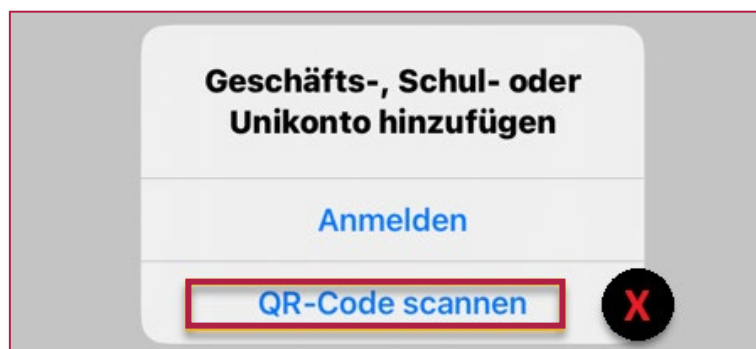 Geschäfts-, Schul- oder
Unikonto hinzufügen
Anmelden
QR-Code scannen
X